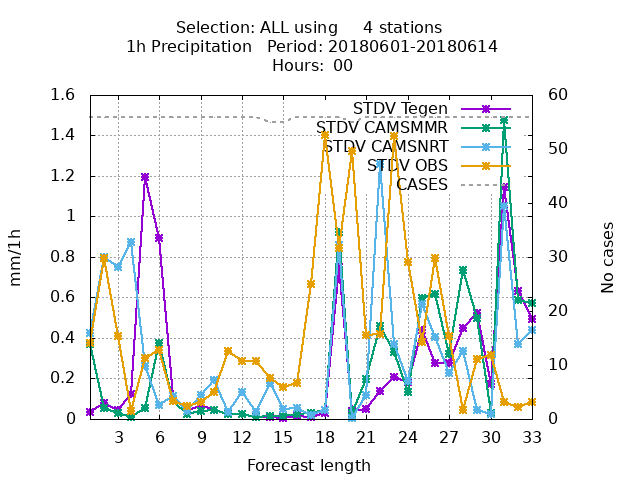 Selection: ALL using     4 stations
1h Precipitation   Period: 20180601-20180614
Hours:  00
1.6
1.4
1.2
1
0.8
0.6
0.4
0.2
0
60
50
40
30
20
10
0
STDV Tegen
STDV CAMSMMR
STDV CAMSNRT
STDV OBS
CASES
mm/1h
No cases
3 6 9 12 15 18 21 24 27 30 33
Forecast length